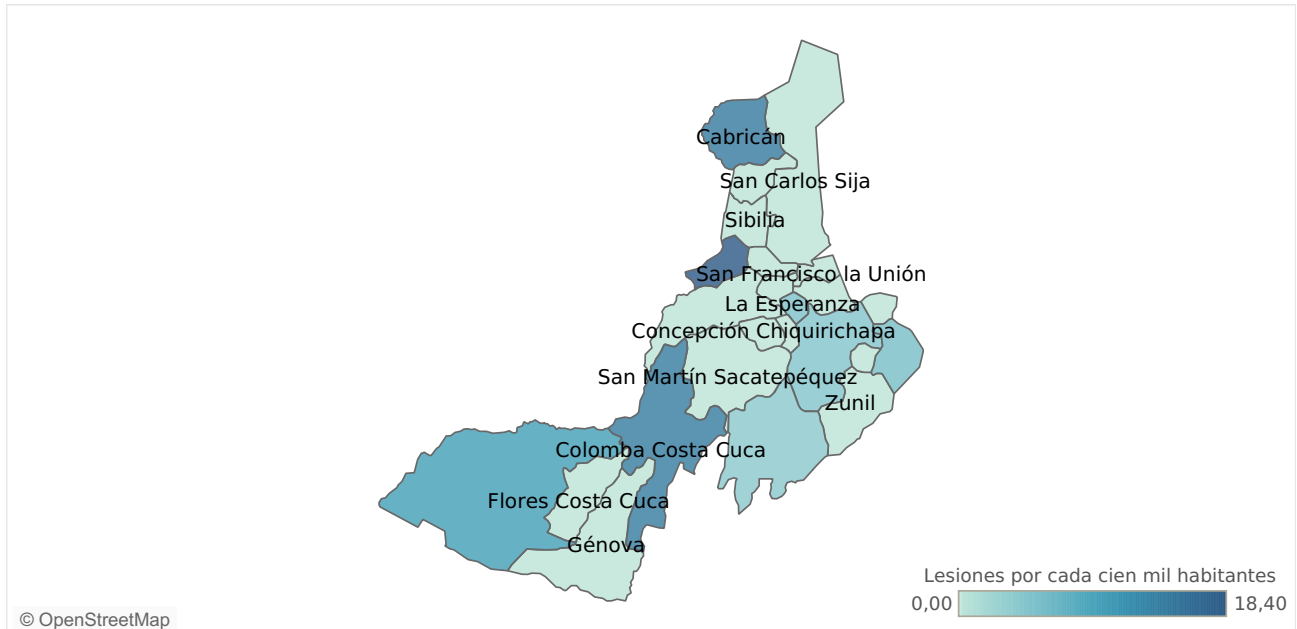 Cabricán
San Carlos Sija
Sibilia
San Francisco la Unión
La Esperanza
Concepción Chiquirichapa
San Martín Sacatepéquez
Zunil
Colomba Costa Cuca
Flores Costa Cuca
Génova
Lesiones por cada cien mil habitantes
0,00 18,40
© OpenStreetMap